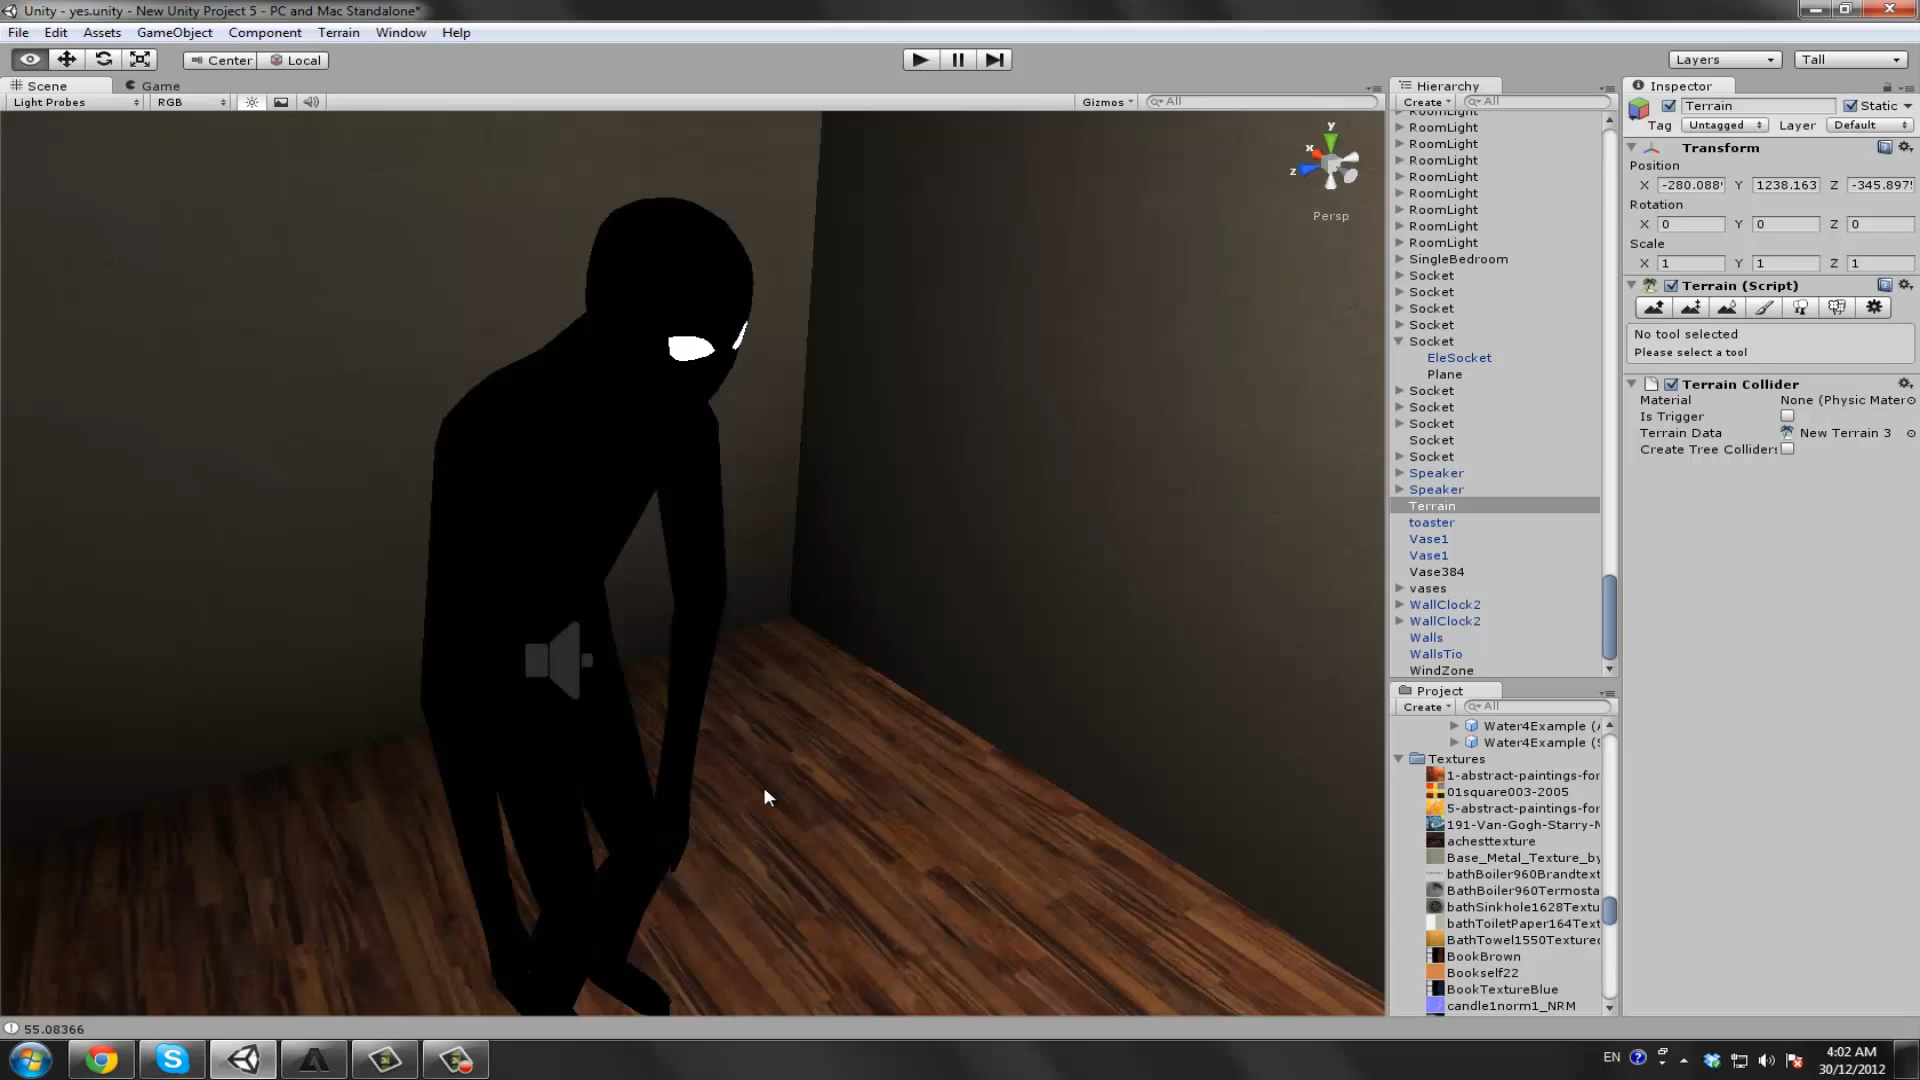 Unity - yes.unity - New Unity Project 5 - PC and Mac Standalone*
File Edit Assets GameObject Component Terrain Window Help
Center Local
Layers Tall
Scene Game
Light Probes RGB Gizmos All
y
x
z
Persp
Hierarchy
Create All
RoomLight
RoomLight
RoomLight
RoomLight
RoomLight
RoomLight
RoomLight
RoomLight
RoomLight
SingleBedroom
Socket
Socket
Socket
Socket
Socket
EleSocket
Plane
Socket
Socket
Socket
Socket
Socket
Speaker
Speaker
Terrain
toaster
Vase1
Vase1
Vase384
vases
WallClock2
WallClock2
Walls
WallsTio
WindZone
Project
Create All
Water4Example (
Water4Example (
Textures
1-abstract-paintings-for
01square003-2005
5-abstract-paintings-for
191-Van-Gogh-Starry-N
achesttexture
Base_Metal_Texture_by
bathBoiler960Brandtext
bathBoiler960Termosta
bathSinkhole1628Textu
bathToiletPaper164Text
BathTowel1550Textured
BookBrown
Bookself22
BookTextureBlue
candle1norm1_NRM
Inspector
Terrain Static
Tag Untagged Layer Default
Transform
Position
X -280.088 Y 1238.163 Z -345.897
Rotation
X 0 Y 0 Z 0
Scale
X 1 Y 1 Z 1
Terrain (Script)
No tool selected
Please select a tool
Terrain Collider
Material None (Physic Mater
Is Trigger
Terrain Data New Terrain 3
Create Tree Colliders
55.08366
EN
4:02 AM
30/12/2012